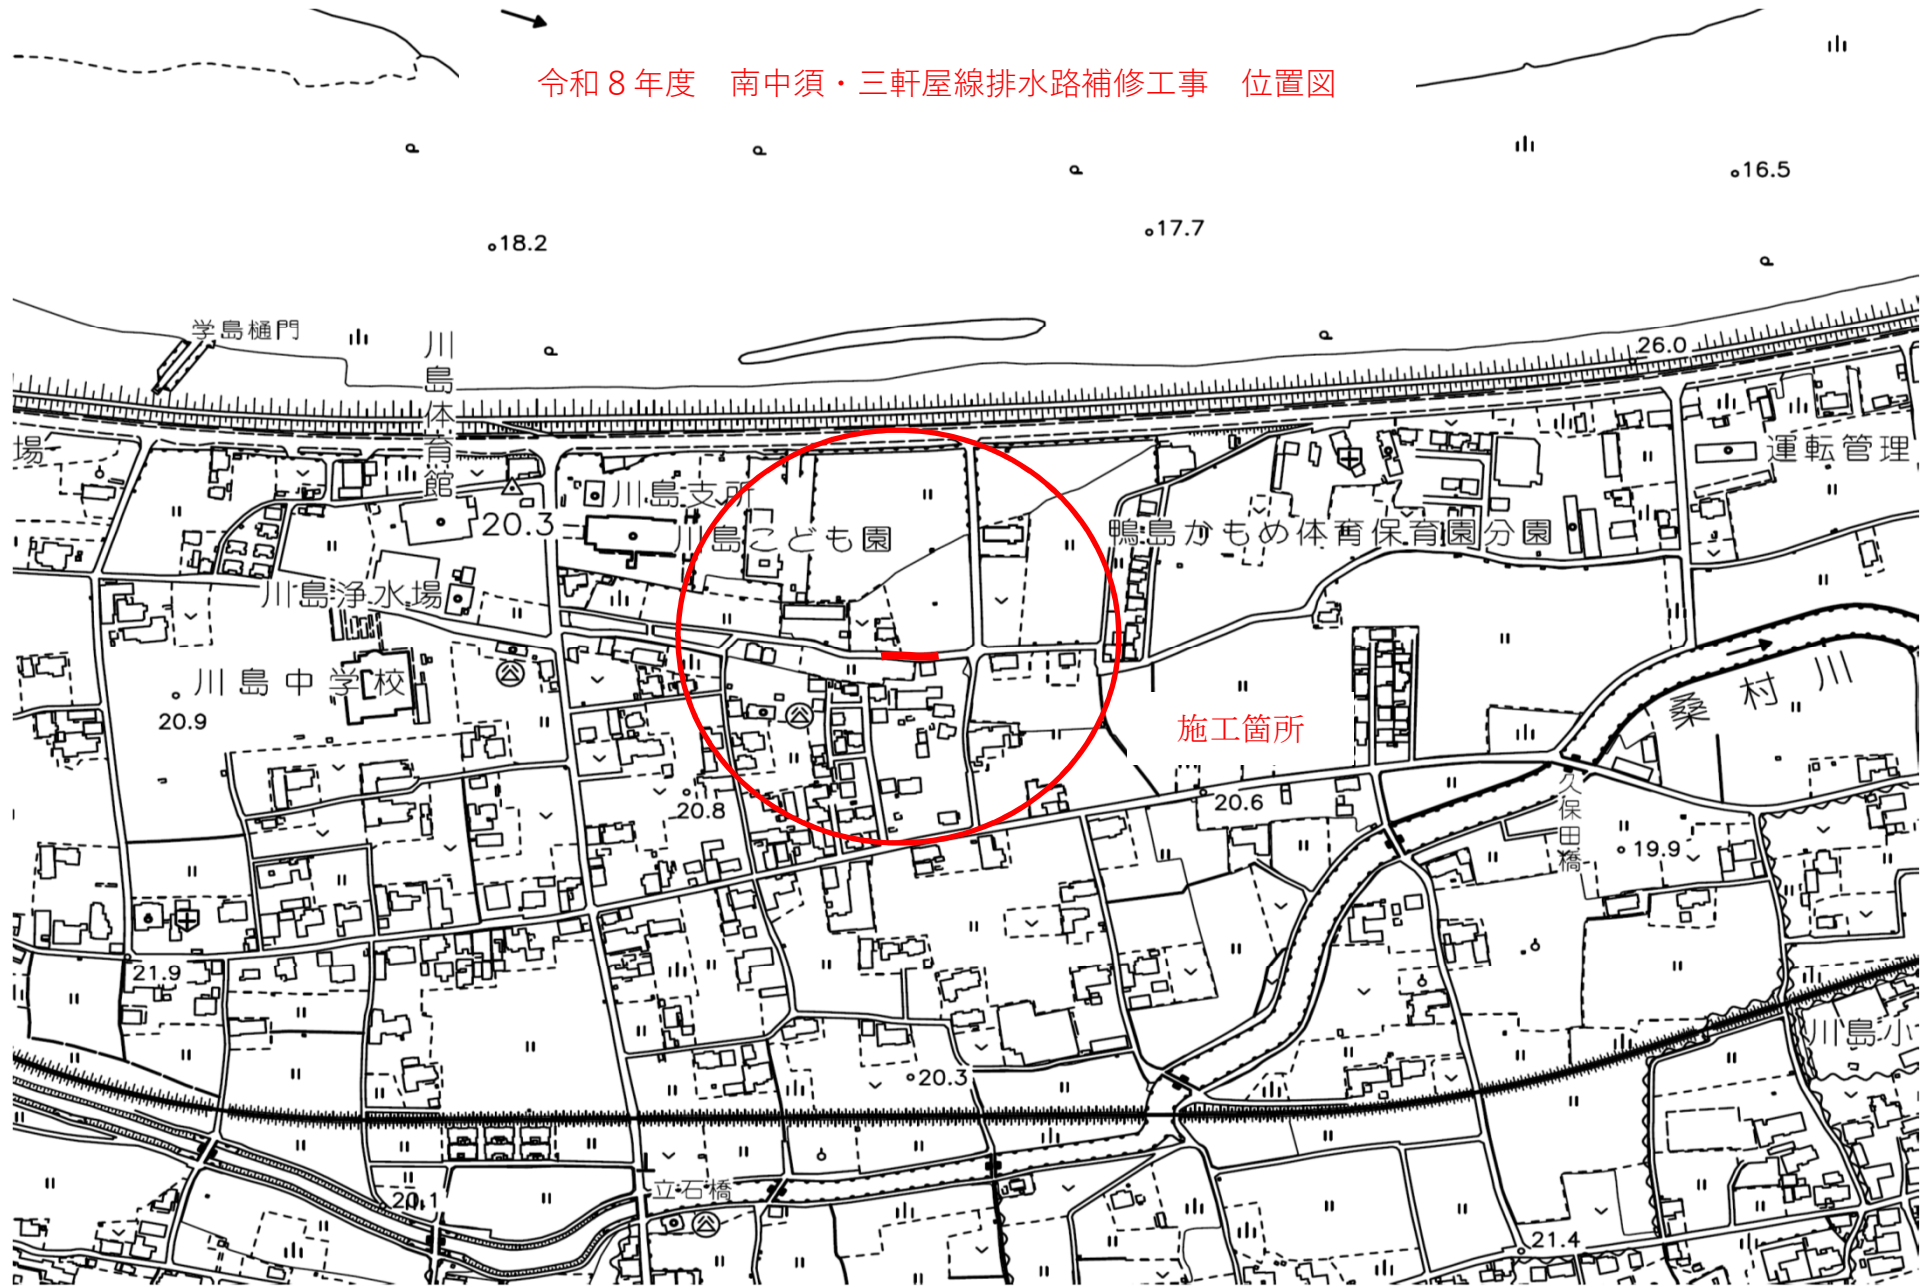 令和8年度　南中須・三軒屋線排水路補修工事　位置図
16.5
17.7
18.2
学島樋門
26.0
川島体育館
場
運転管理
川島支所
20.3
川島こども園
鴨島かもめ体育保育園分園
川島浄水場
川島中学校
20.9
桑村川
施工箇所
20.8
20.6
久保田橋
19.9
21.9
川島小
20.3
立石橋
20.1
21.4